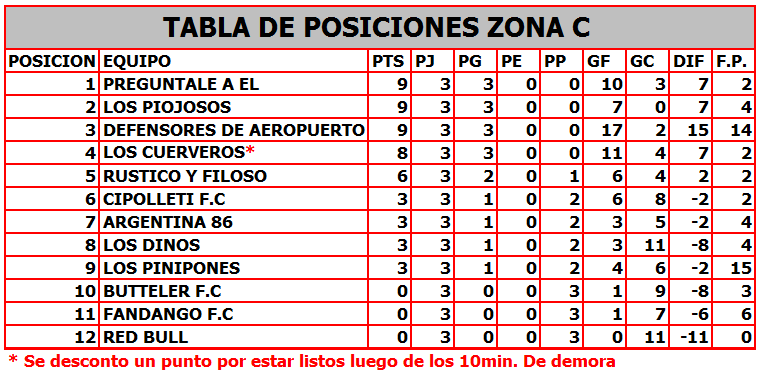 TABLA DE POSICIONES ZONA C
POSICION EQUIPO PTS PJ PG PE PP GF GC DIF F.P.
1 PREGUNTALE A EL 9 3 3 0 0 10 3 7 2
2 LOS PIOJOSOS 9 3 3 0 0 7 0 7 4
3 DEFENSORES DE AEROPUERTO 9 3 3 0 0 17 2 15 14
4 LOS CUERVEROS* 8 3 3 0 0 11 4 7 2
5 RUSTICO Y FILOSO 6 3 2 0 1 6 4 2 2
6 CIPOLLETI F.C 3 3 1 0 2 6 8 -2 2
7 ARGENTINA 86 3 3 1 0 2 3 5 -2 4
8 LOS DINOS 3 3 1 0 2 3 11 -8 4
9 LOS PINIPONES 3 3 1 0 2 4 6 -2 15
10 BUTTELER F.C 0 3 0 0 3 1 9 -8 3
11 FANDANGO F.C 0 3 0 0 3 1 7 -6 6
12 RED BULL 0 3 0 0 3 0 11 -11 0
* Se desconto un punto por estar listos luego de los 10min. De demora